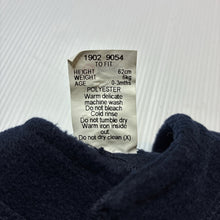 1902 9054
TO FIT
HEIGHT 62cm
WEIGHT 6kg
AGE 0-3mths
POLYESTER
Warm delicate
machine wash
Do not bleach
Cold rinse
Do not tumble dry
Warm iron inside
out
Do not dry clean (X)